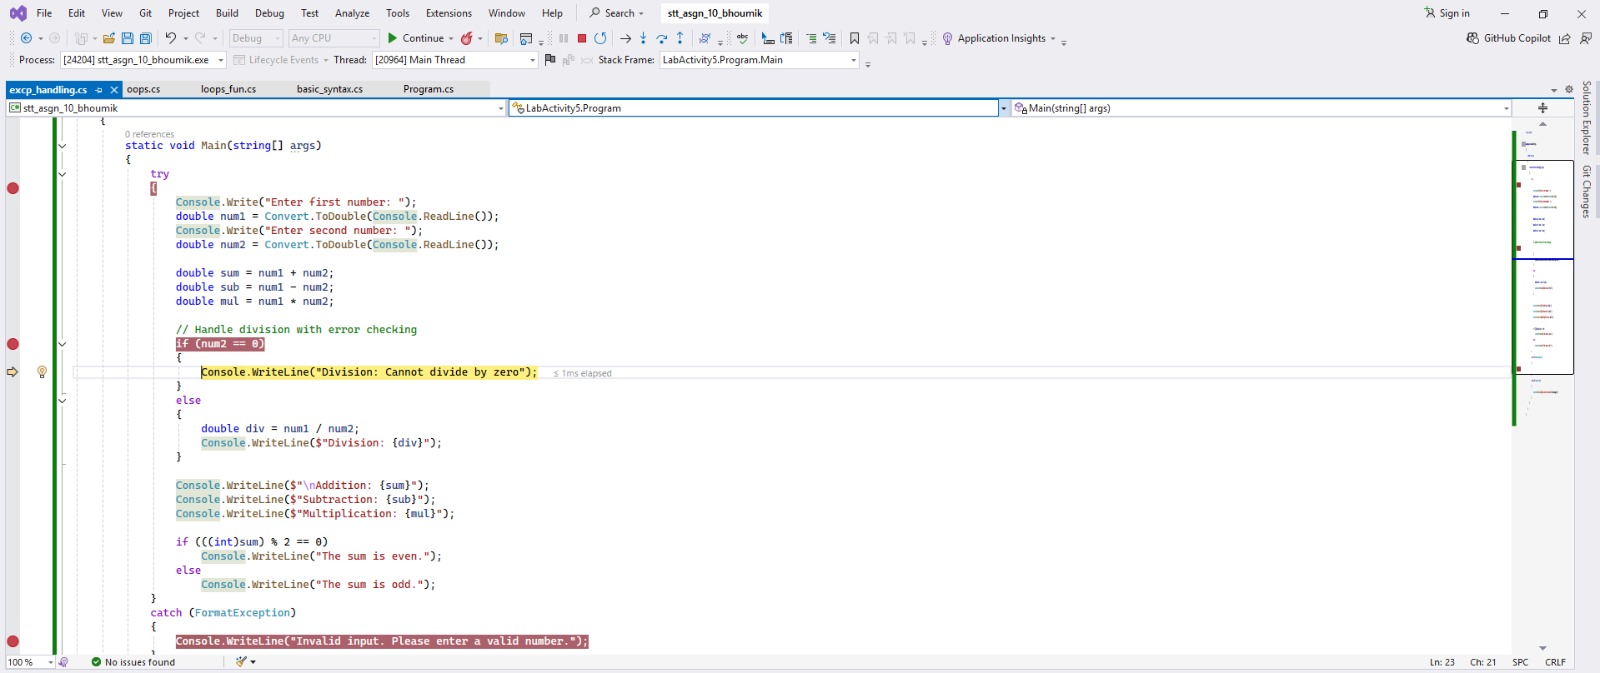 File Edit View Git Project Build Debug Test Analyze Tools Extensions Window Help Search stt_asgn_10_bhoumik Sign in
Debug Any CPU Continue Application Insights GitHub Copilot
Process: [24204] stt_asgn_10_bhoumik.exe Lifecycle Events Thread: [20964] Main Thread Stack Frame: LabActivity5.Program.Main
excp_handling.cs oops.cs loops_fun.cs basic_syntax.cs Program.cs
stt_asgn_10_bhoumik LabActivity5.Program Main(string[] args)
{
0 references
static void Main(string[] args)
{
try
{
Console.Write("Enter first number: ");
double num1 = Convert.ToDouble(Console.ReadLine());
Console.Write("Enter second number: ");
double num2 = Convert.ToDouble(Console.ReadLine());
double sum = num1 + num2;
double sub = num1 - num2;
double mul = num1 * num2;
// Handle division with error checking
if (num2 == 0)
{
Console.WriteLine("Division: Cannot divide by zero"); ≤ 1ms elapsed
}
else
{
double div = num1 / num2;
Console.WriteLine($"Division: {div}");
}
Console.WriteLine($"\nAddition: {sum}");
Console.WriteLine($"Subtraction: {sub}");
Console.WriteLine($"Multiplication: {mul}");
if (((int)sum) % 2 == 0)
Console.WriteLine("The sum is even.");
else
Console.WriteLine("The sum is odd.");
}
catch (FormatException)
{
Console.WriteLine("Invalid input. Please enter a valid number.");
100 % No issues found Ln: 23 Ch: 21 SPC CRLF
Solution Explorer
Git Changes